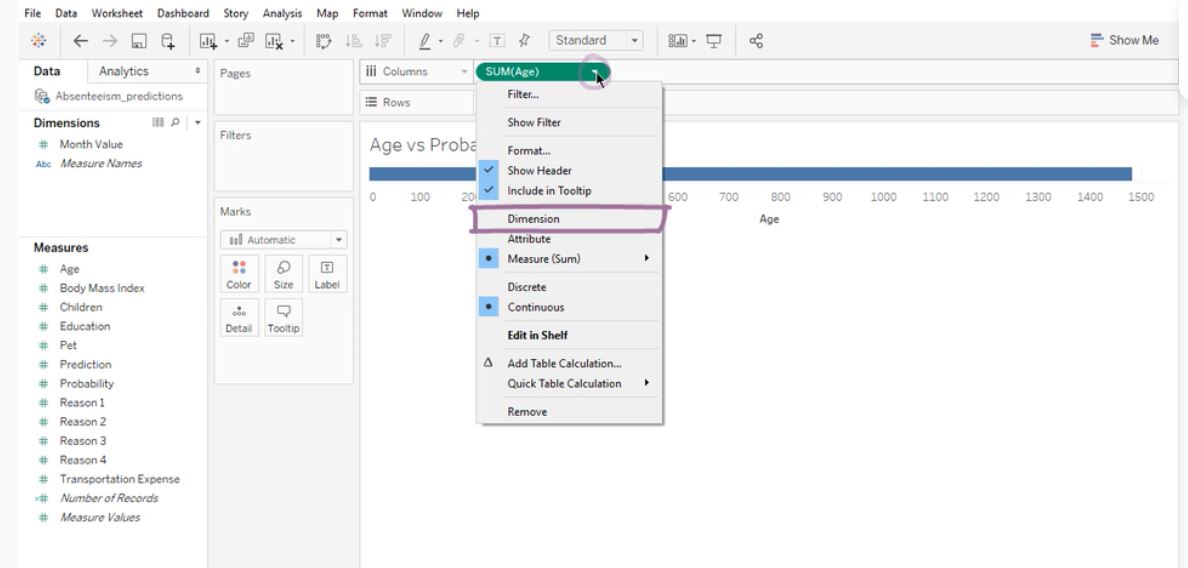 File Data Worksheet Dashboard Story Analysis Map Format Window Help
Standard
Show Me
Data Analytics
Absenteeism_predictions
Dimensions
Month Value
Abc Measure Names
Measures
Age
Body Mass Index
Children
Education
Pet
Prediction
Probability
Reason 1
Reason 2
Reason 3
Reason 4
Transportation Expense
Number of Records
Measure Values
Pages
Filters
Marks
Automatic
Color Size Label
Detail Tooltip
Columns SUM(Age)
Rows
Age vs Proba
0 100 20 600 700 800 900 1000 1100 1200 1300 1400 1500
Age
Filter...
Show Filter
Format...
Show Header
Include in Tooltip
Dimension
Attribute
Measure (Sum)
Discrete
Continuous
Edit in Shelf
Add Table Calculation...
Quick Table Calculation
Remove